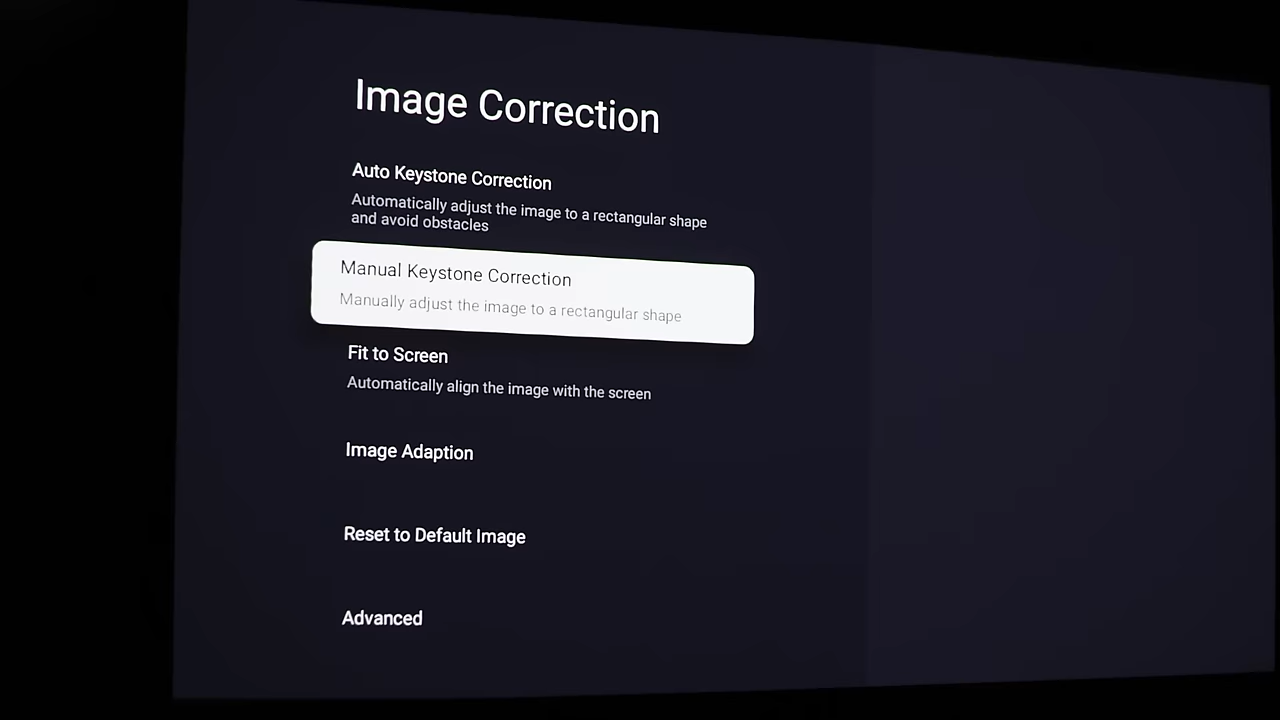 Image Correction
Auto Keystone Correction
Automatically adjust the image to a rectangular shape
and avoid obstacles
Manual Keystone Correction
Manually adjust the image to a rectangular shape
Fit to Screen
Automatically align the image with the screen
Image Adaption
Reset to Default Image
Advanced